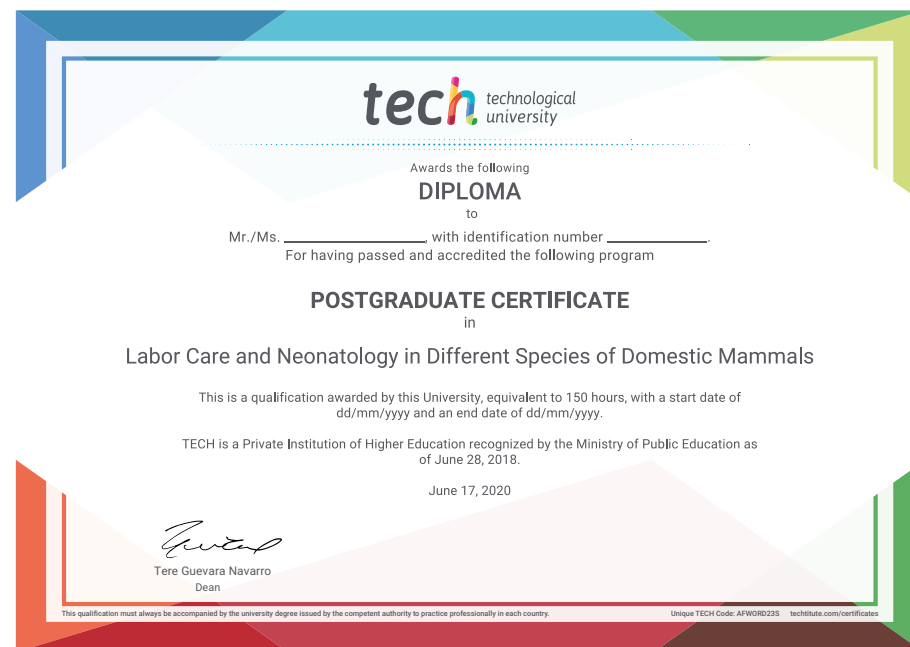 tech technological
university
Awards the following
DIPLOMA
to
Mr./Ms. ____________, with identification number ___________.
For having passed and accredited the following program
POSTGRADUATE CERTIFICATE
in
Labor Care and Neonatology in Different Species of Domestic Mammals
This is a qualification awarded by this University, equivalent to 150 hours, with a start date of
dd/mm/yyyy and an end date of dd/mm/yyyy.
TECH is a Private Institution of Higher Education recognized by the Ministry of Public Education as
of June 28, 2018.
June 17, 2020
Tere Guevara Navarro
Dean
This qualification must always be accompanied by the university degree issued by the competent authority to practice professionally in each country. Unique TECH Code: AFWORD23S techtitute.com/certificates